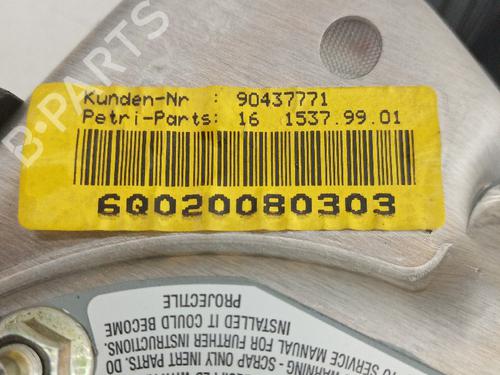 Kunden-Nr : 90437771
Petri-Parts: 16 1537.99.01
6Q020080303
B-PARTS
PROJECTILE
INSTALLED IT COULD BECOME
FOR FURTHER INSTRUCTIONS.
TO SERVICE MANUAL
WARNING - SCRAP ONLY INERT PARTS. DO